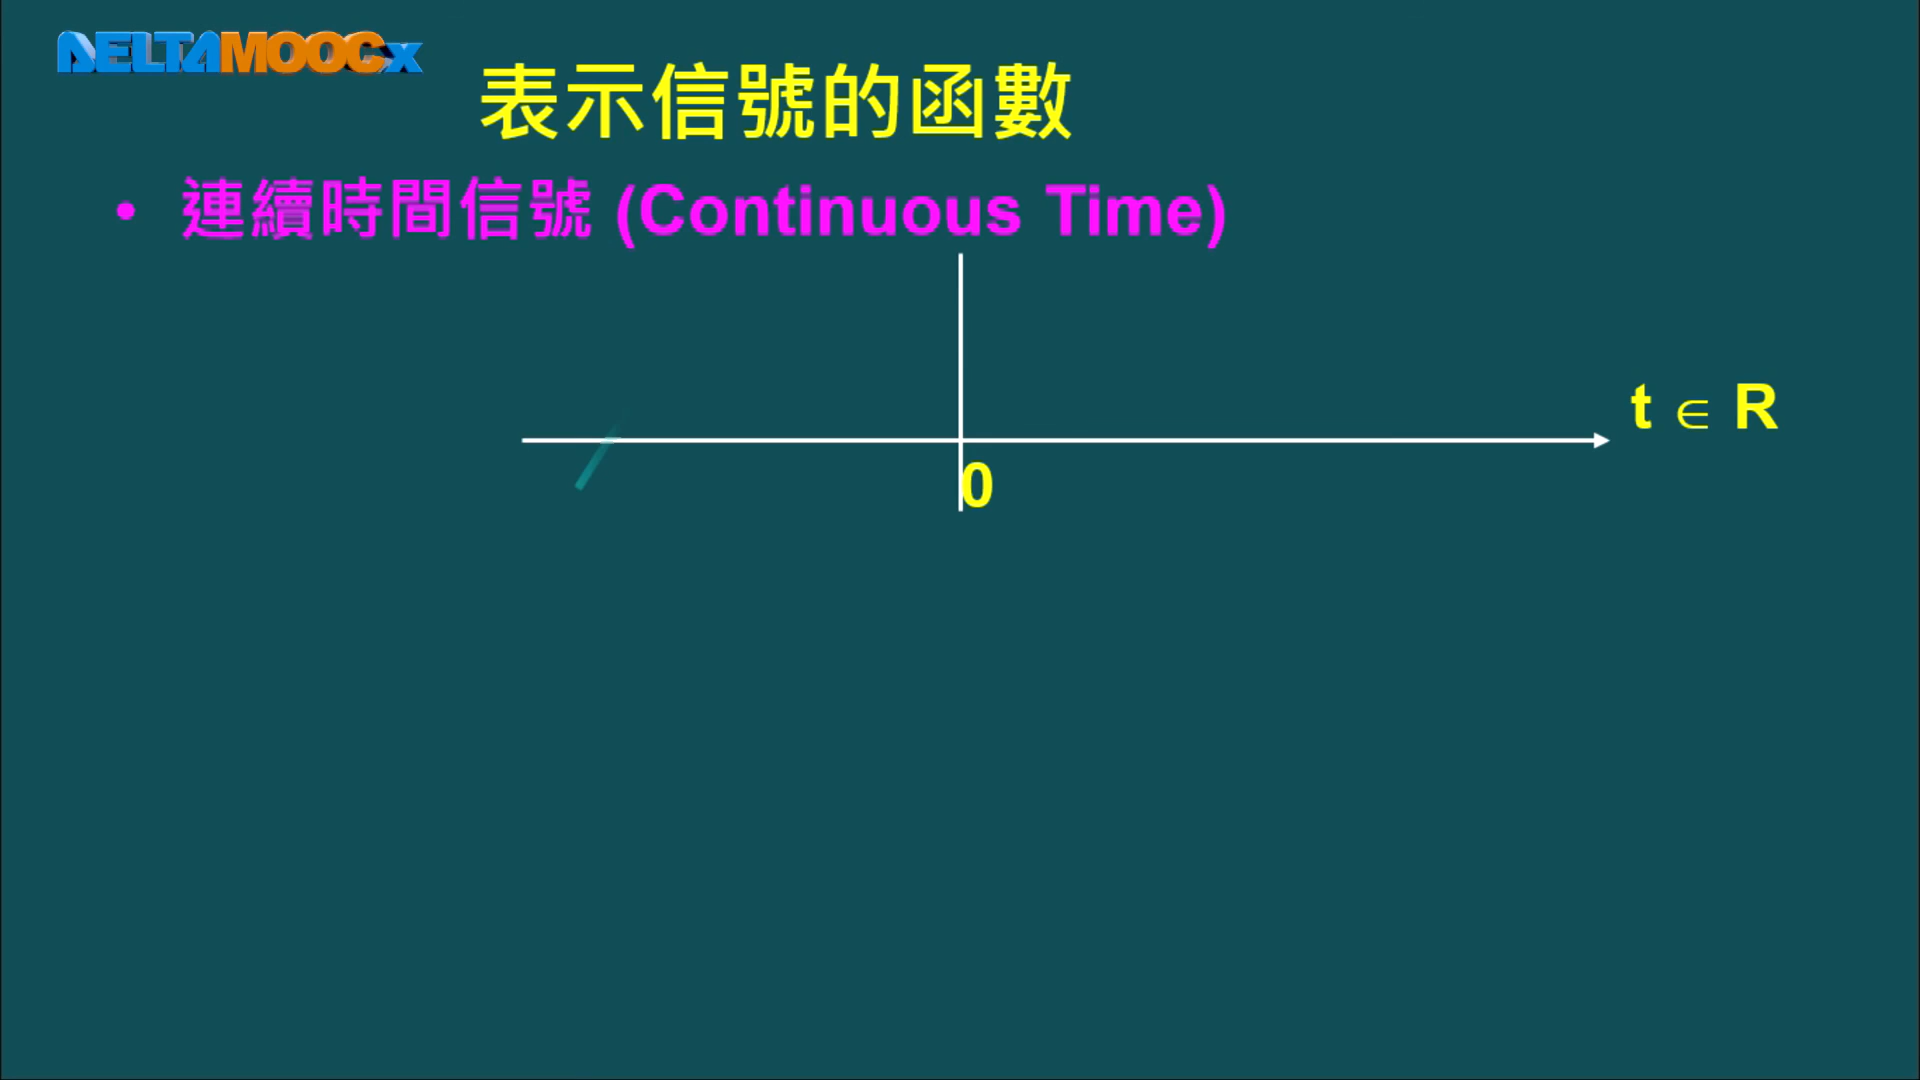 DELTAMOOCx
表示信號的函數
• 連續時間信號 (Continuous Time)
t ∈ R
0